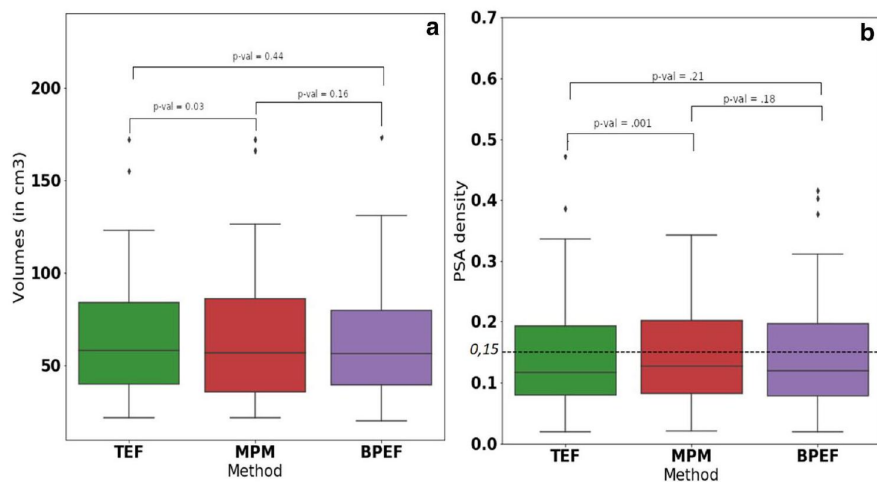 a
p-val = 0.44
p-val = 0.03
p-val = 0.16
200
150
100
50
Volumes (in cm3)
TEF MPM BPEF
Method
b
0.7
0.6
0.5
0.4
0.3
0.2
0,15
0.1
0.0
PSA density
p-val = .21
p-val = .18
p-val = .001
TEF MPM BPEF
Method